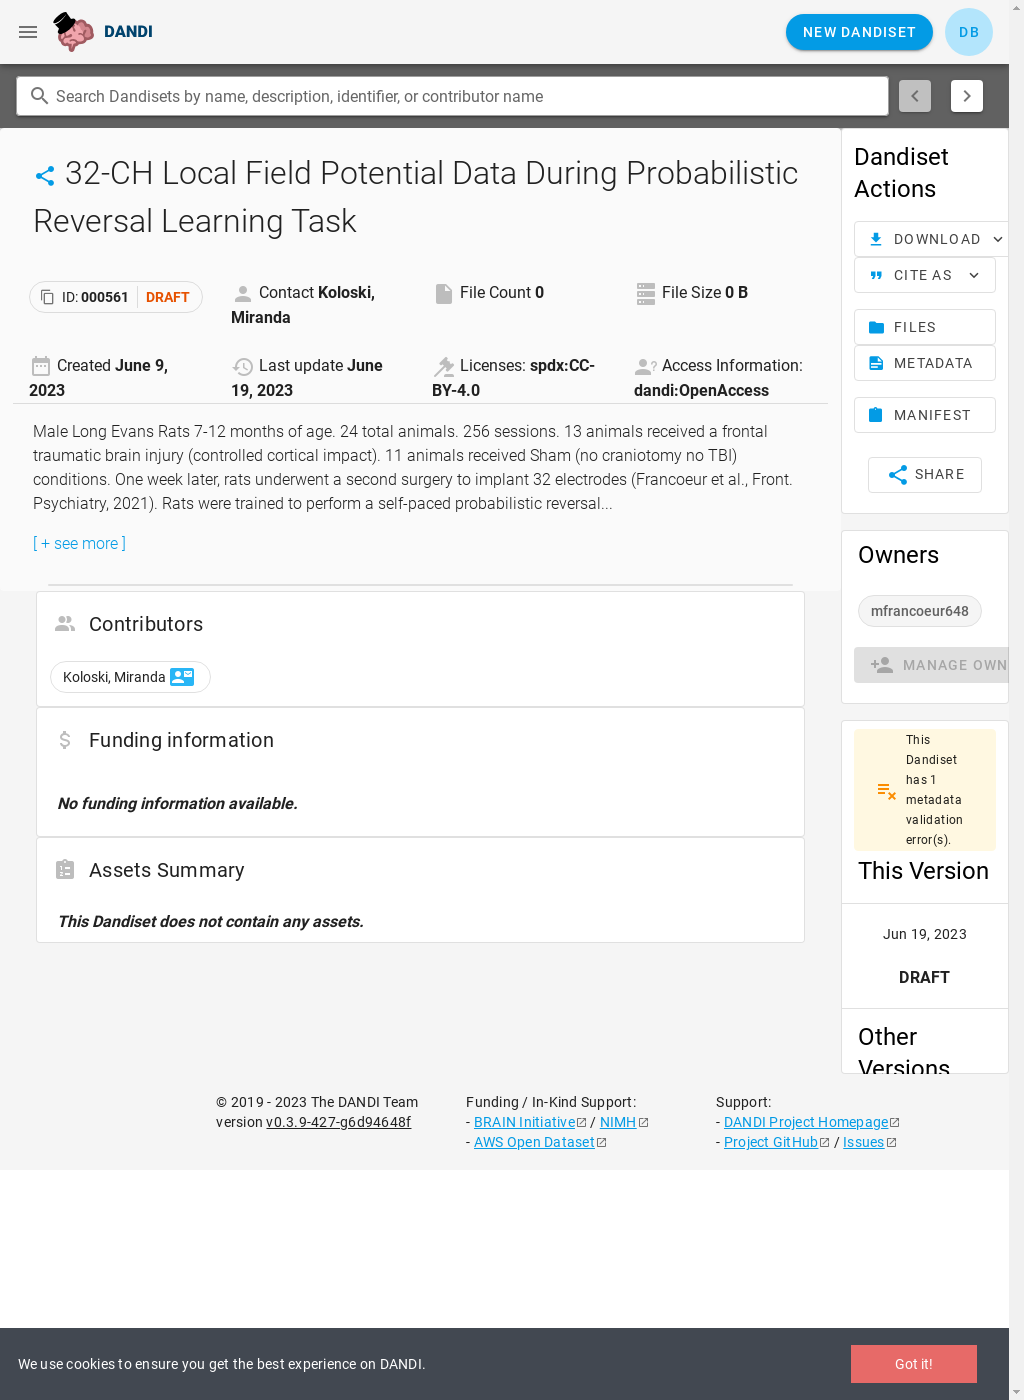 DANDI
NEW DANDISET
DB
Search Dandisets by name, description, identifier, or contributor name
32-CH Local Field Potential Data During Probabilistic
Reversal Learning Task
ID: 000561 DRAFT
Contact Koloski,
Miranda
File Count 0
File Size 0 B
Created June 9,
2023
Last update June
19, 2023
Licenses: spdx:CC-
BY-4.0
Access Information:
dandi:OpenAccess
Male Long Evans Rats 7-12 months of age. 24 total animals. 256 sessions. 13 animals received a frontal
traumatic brain injury (controlled cortical impact). 11 animals received Sham (no craniotomy no TBI)
conditions. One week later, rats underwent a second surgery to implant 32 electrodes (Francoeur et al., Front.
Psychiatry, 2021). Rats were trained to perform a self-paced probabilistic reversal...
[ + see more ]
Contributors
Koloski, Miranda
Funding information
No funding information available.
Assets Summary
This Dandiset does not contain any assets.
Dandiset
Actions
DOWNLOAD
CITE AS
FILES
METADATA
MANIFEST
SHARE
Owners
mfrancoeur648
MANAGE OWN
This
Dandiset
has 1
metadata
validation
error(s).
This Version
Jun 19, 2023
DRAFT
Other
Versions
© 2019 - 2023 The DANDI Team
version v0.3.9-427-g6d94648f
Funding / In-Kind Support:
- BRAIN Initiative / NIMH
- AWS Open Dataset
Support:
- DANDI Project Homepage
- Project GitHub / Issues
We use cookies to ensure you get the best experience on DANDI.
Got it!